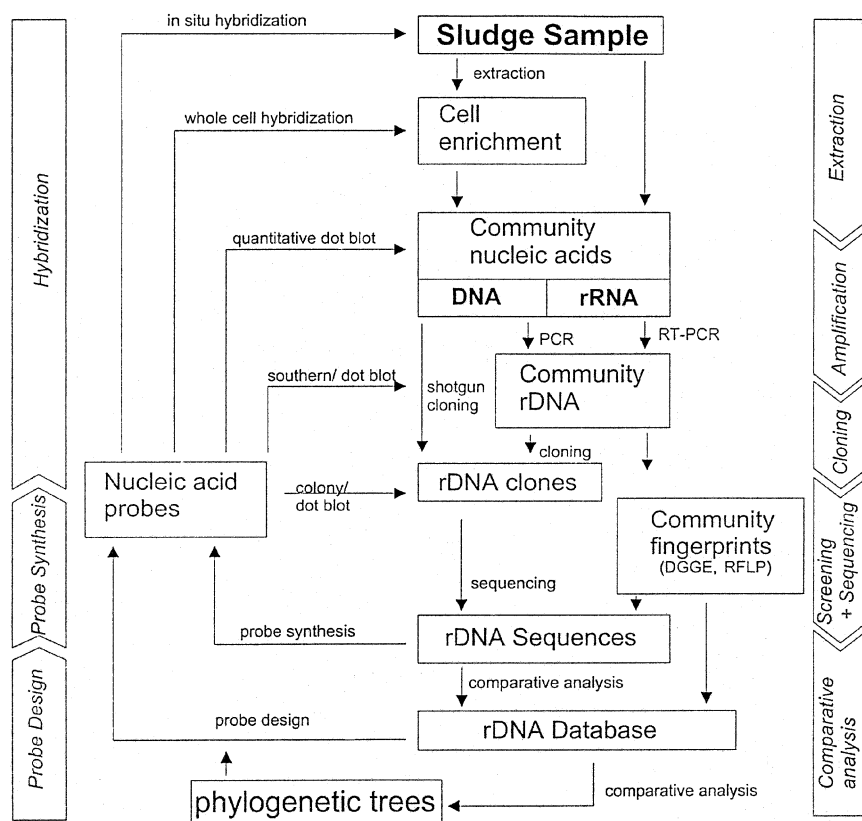 in situ hybridization
Sludge Sample
extraction
whole cell hybridization
Cell
enrichment
Extraction
Hybridization
quantitative dot blot
Community
nucleic acids
DNA
rRNA
PCR
RT-PCR
Amplification
southern/ dot blot
shotgun
cloning
Community
rDNA
cloning
Cloning
Nucleic acid
probes
colony/
dot blot
rDNA clones
Community
fingerprints
(DGGE, RFLP)
Probe Synthesis
sequencing
Screening
+ Sequencing
probe synthesis
rDNA Sequences
comparative analysis
Probe Design
probe design
rDNA Database
Comparative
analysis
phylogenetic trees
comparative analysis